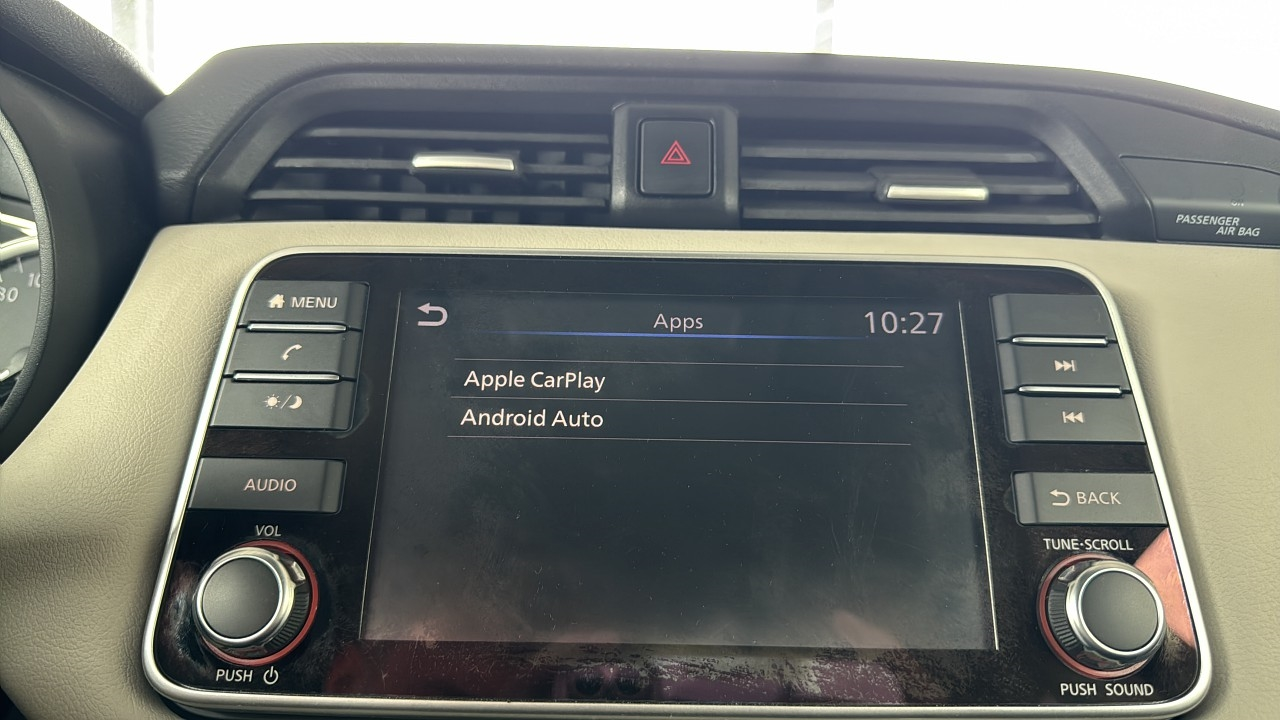 PASSENGER
AIR BAG
MENU
Apps
10:27
Apple CarPlay
Android Auto
AUDIO
BACK
VOL
TUNE·SCROLL
PUSH
PUSH SOUND
80